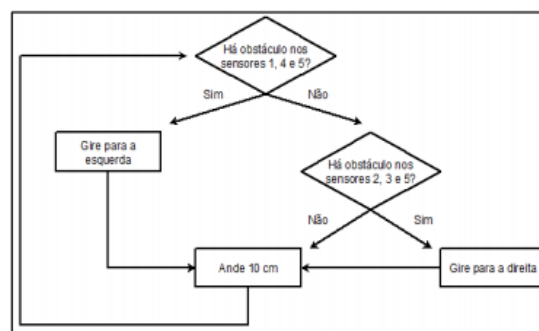 Há obstáculo nos
sensores 1, 4 e 5?
Sim
Não
Gire para a
esquerda
Há obstáculo nos
sensores 2, 3 e 5?
Não
Sim
Ande 10 cm
Gire para a direita